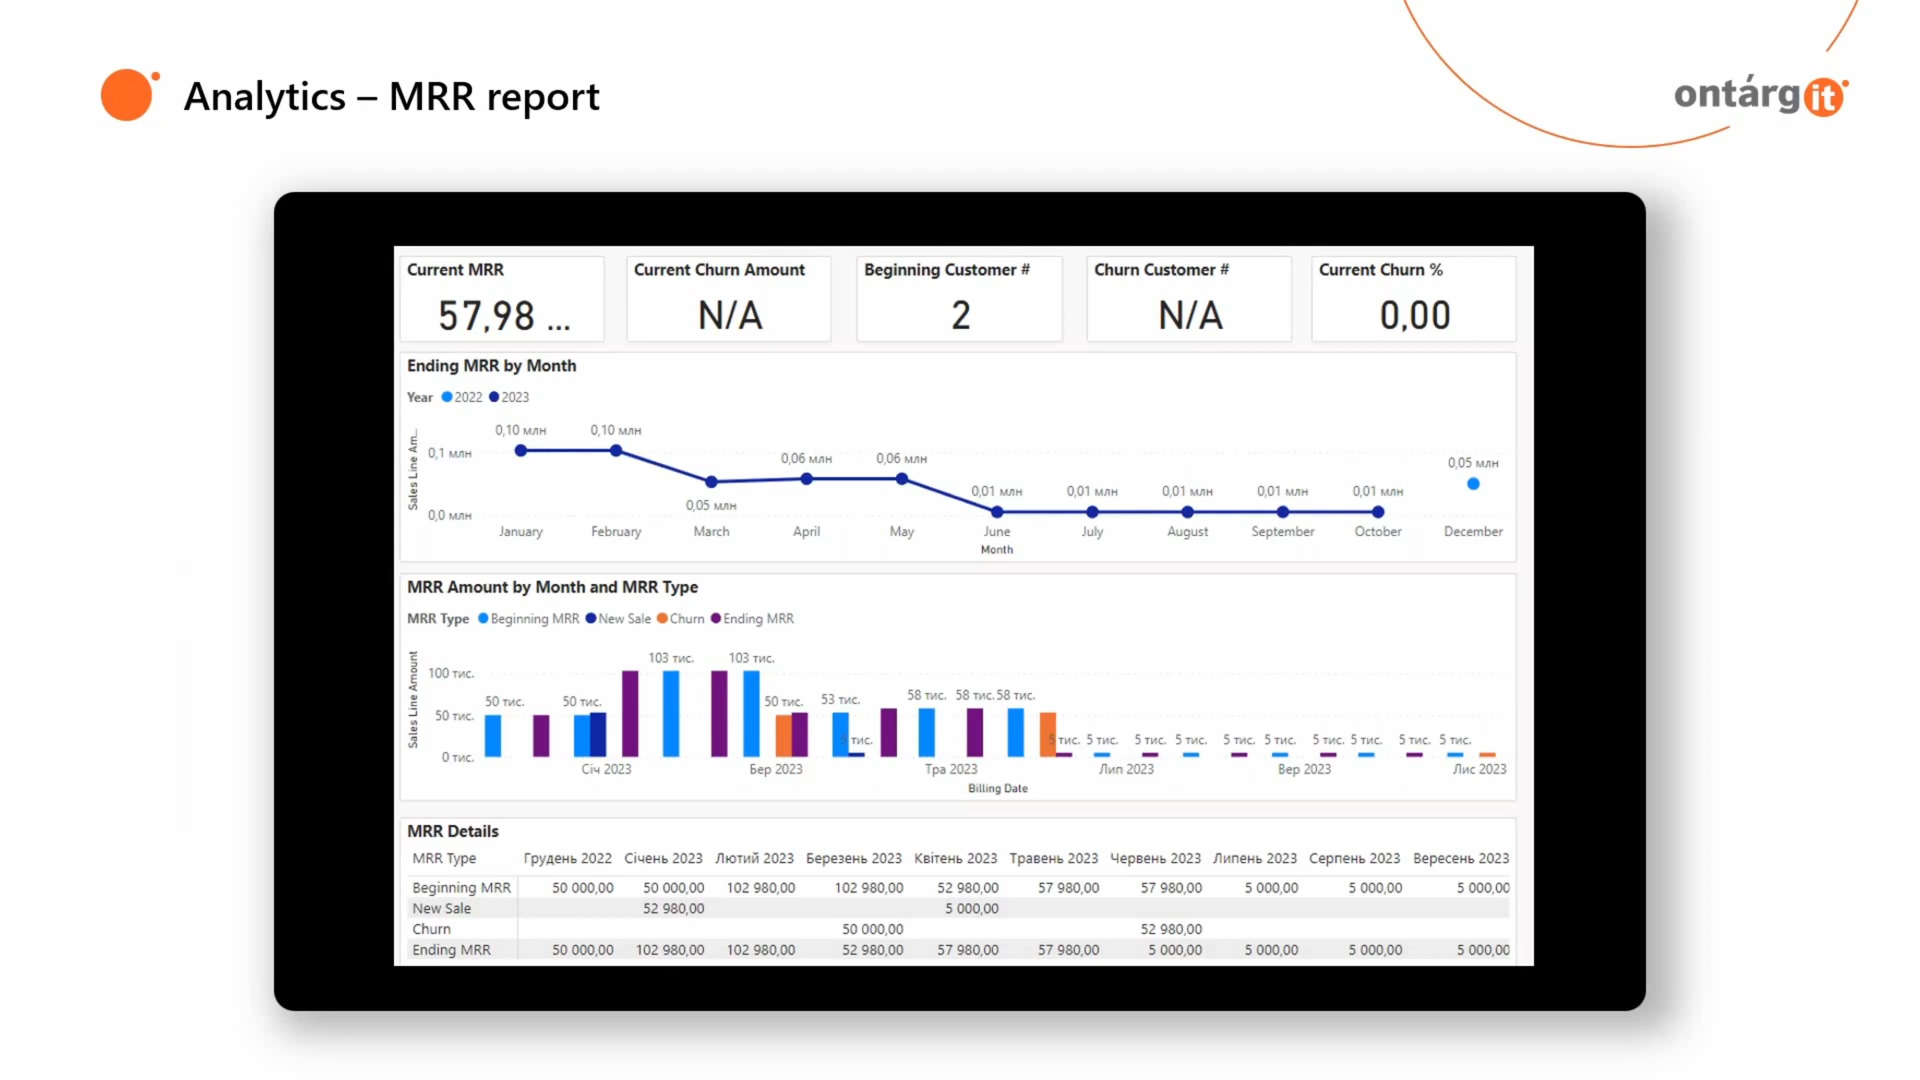 Analytics – MRR report
ontárgit
Current MRR
57,98 ...
Current Churn Amount
N/A
Beginning Customer #
2
Churn Customer #
N/A
Current Churn %
0,00
Ending MRR by Month
Year 2022 2023
Sales Line Am...
0,1 млн
0,0 млн
0,10 млн 0,10 млн 0,05 млн 0,06 млн 0,06 млн 0,01 млн 0,01 млн 0,01 млн 0,01 млн 0,01 млн 0,05 млн
January February March April May June July August September October December
Month
MRR Amount by Month and MRR Type
MRR Type Beginning MRR New Sale Churn Ending MRR
Sales Line Amount
100 тис.
50 тис.
0 тис.
50 тис. 50 тис. 103 тис. 103 тис. 50 тис. 53 тис. 5 тис. 58 тис. 58 тис. 58 тис. 5 тис. 5 тис. 5 тис. 5 тис. 5 тис. 5 тис. 5 тис. 5 тис. 5 тис. 5 тис.
Січ 2023 Бер 2023 Тра 2023 Лип 2023 Вер 2023 Лис 2023
Billing Date
MRR Details
MRR Type Грудень 2022 Січень 2023 Лютий 2023 Березень 2023 Квітень 2023 Травень 2023 Червень 2023 Липень 2023 Серпень 2023 Вересень 2023
Beginning MRR 50 000,00 50 000,00 102 980,00 102 980,00 52 980,00 57 980,00 57 980,00 5 000,00 5 000,00 5 000,00
New Sale 52 980,00 5 000,00
Churn 50 000,00 52 980,00
Ending MRR 50 000,00 102 980,00 102 980,00 52 980,00 57 980,00 57 980,00 5 000,00 5 000,00 5 000,00 5 000,00